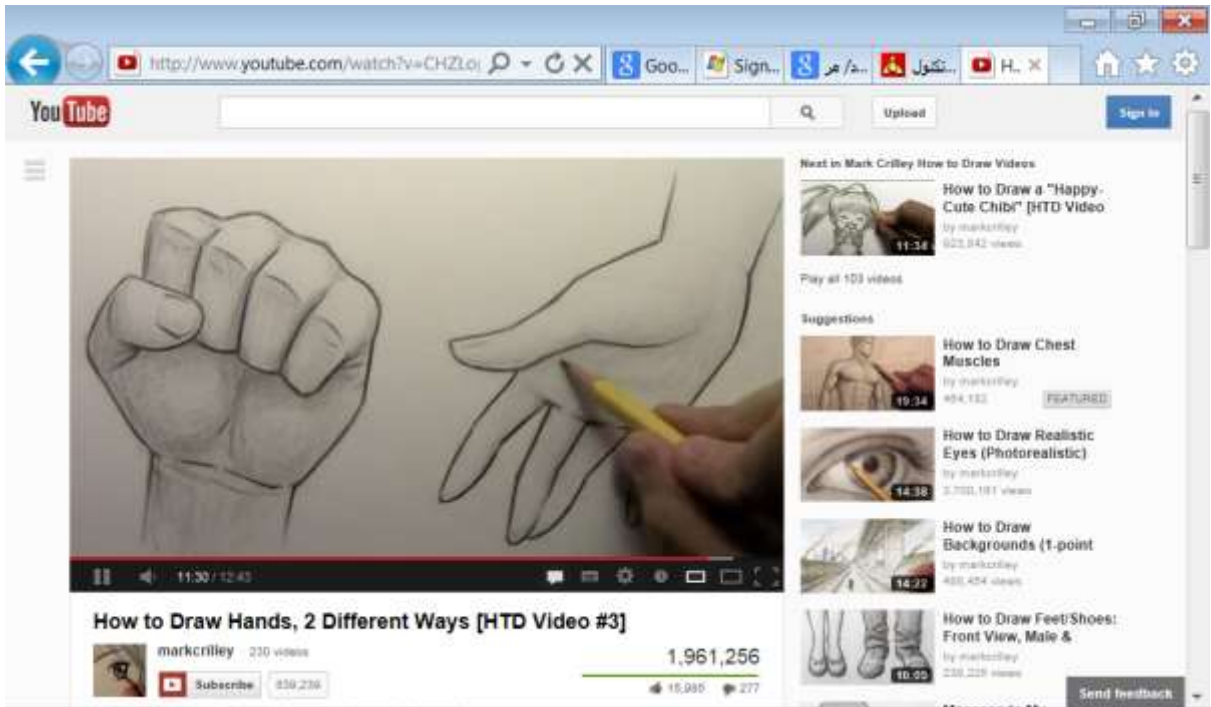 http://www.youtube.com/watch?v=CHZLo
Goo...
Sign...
د/ مر...
تكنول...
H..
YouTube
Upload
Sign In
Next in Mark Crilley How to Draw Videos
How to Draw a "Happy-
Cute Chibi" [HTD Video
by markcrilley
11:34
Play all 103 videos
Suggestions
How to Draw Chest
Muscles
by markcrilley
FEATURED
19:34
How to Draw Realistic
Eyes (Photorealistic)
by markcrilley
14:38
How to Draw
Backgrounds (1-point
by markcrilley
14:22
How to Draw Feet/Shoes:
Front View, Male &
by markcrilley
10:05
11:30 / 12:43
How to Draw Hands, 2 Different Ways [HTD Video #3]
markcrilley 230 videos
1,961,256
Subscribe
277
Send feedback